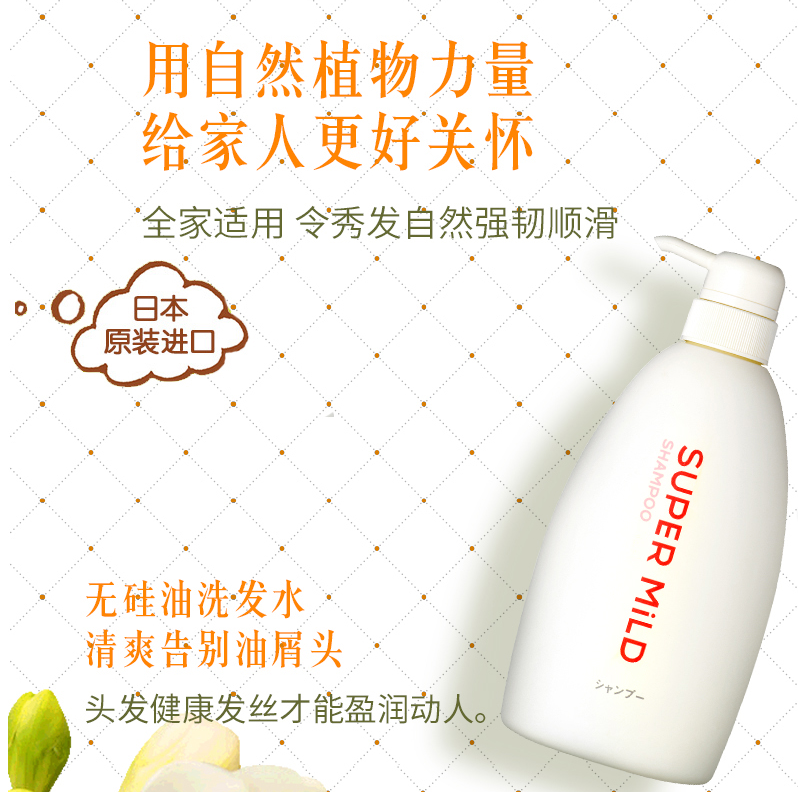 用自然植物力量
给家人更好关怀
全家适用 令秀发自然强韧顺滑
日本
原装进口
SUPER MiLD
SHAMPOO
シャンプー
无硅油洗发水
清爽告别油屑头
头发健康发丝才能盈润动人。